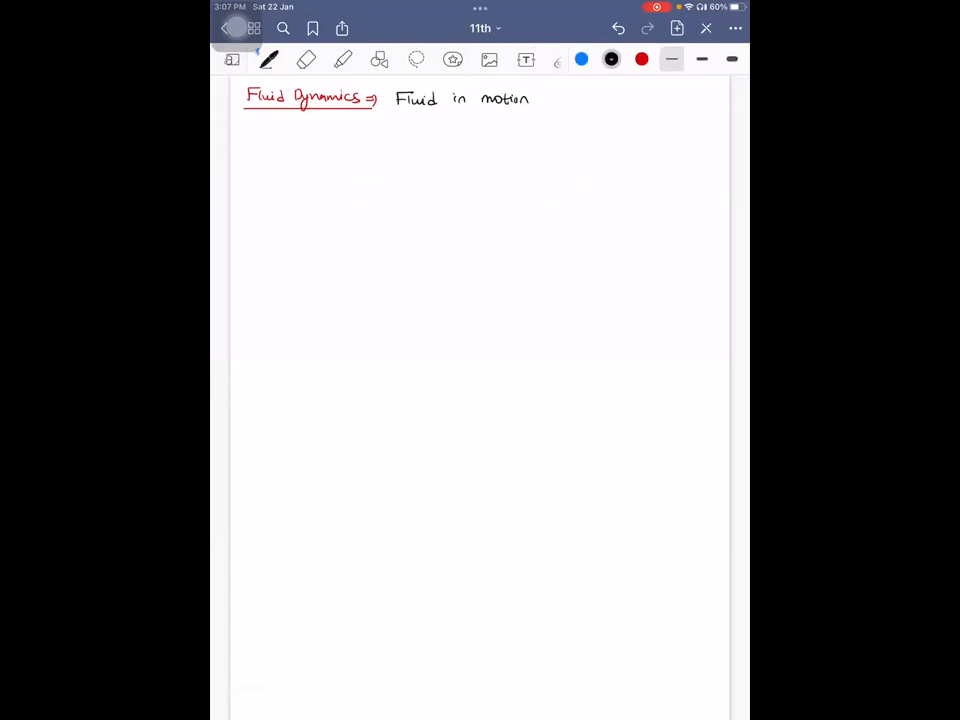 3:07 PM Sat 22 Jan
60%
11th
T
Fluid Dynamics ⇒ Fluid in motion